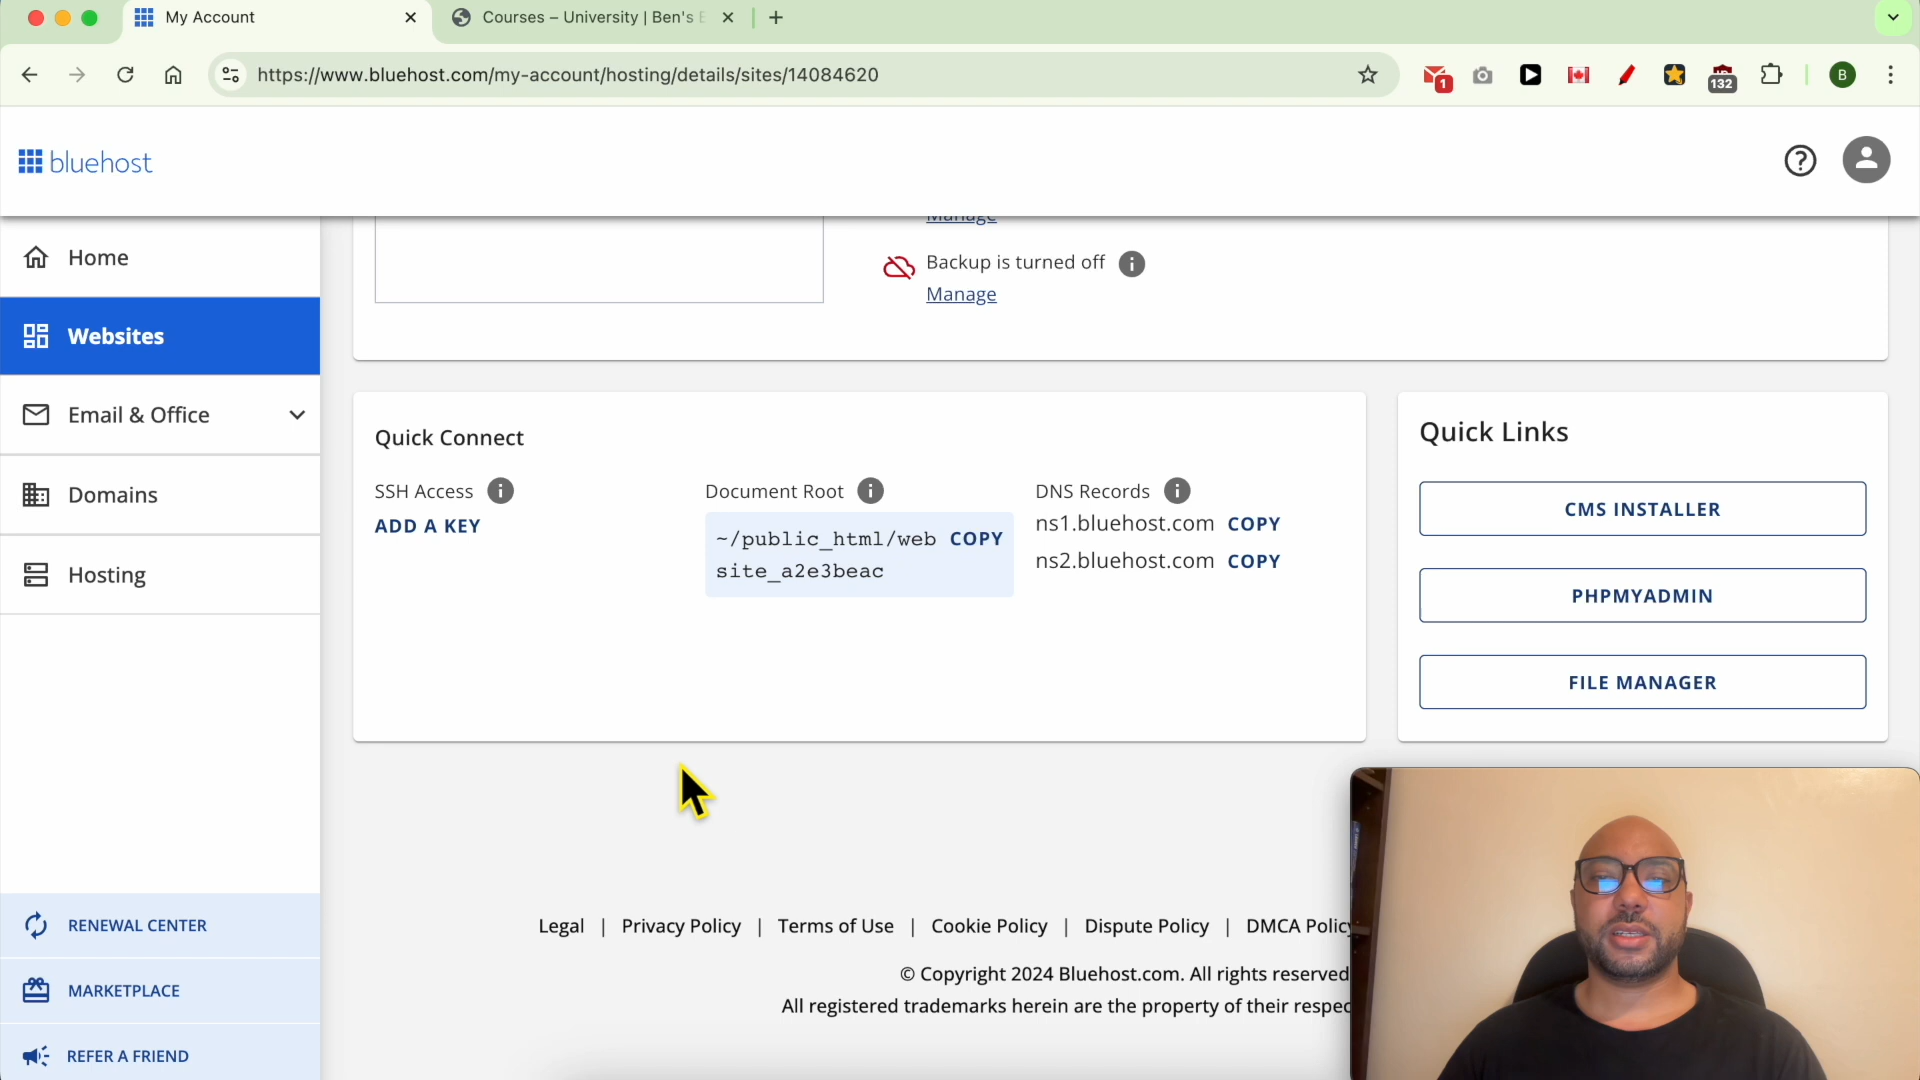 My Account
Courses – University | Ben's
https://www.bluehost.com/my-account/hosting/details/sites/14084620
1
132
B
bluehost
Home
Websites
Email & Office
Domains
Hosting
RENEWAL CENTER
MARKETPLACE
REFER A FRIEND
Manage
Backup is turned off
Manage
Quick Connect
SSH Access
ADD A KEY
Document Root
~/public_html/web COPY
site_a2e3beac
DNS Records
ns1.bluehost.com COPY
ns2.bluehost.com COPY
Quick Links
CMS INSTALLER
PHPMYADMIN
FILE MANAGER
Legal | Privacy Policy | Terms of Use | Cookie Policy | Dispute Policy | DMCA Policy
© Copyright 2024 Bluehost.com. All rights reserved
All registered trademarks herein are the property of their respec